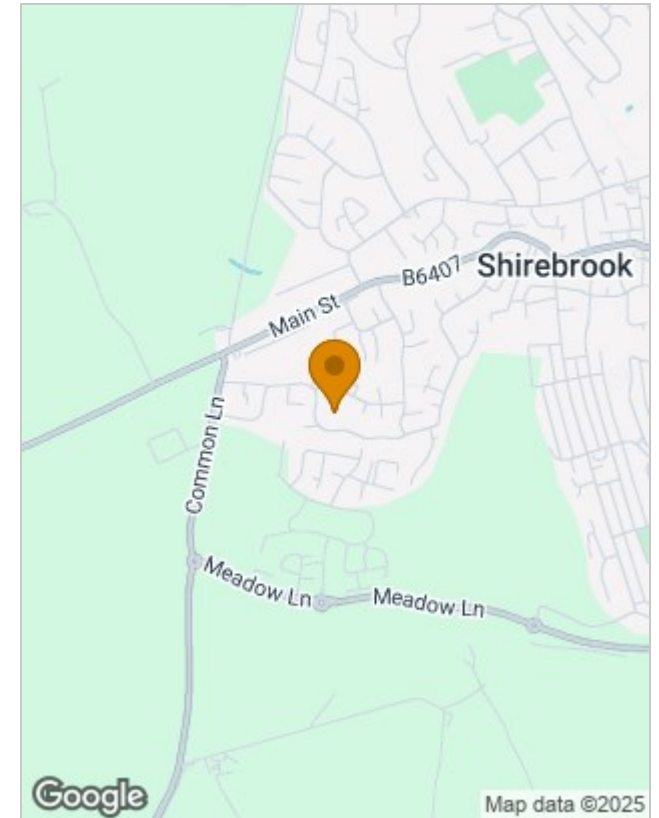 B6407
Shirebrook
Main St
Common Ln
Meadow Ln
Meadow Ln
Google
Map data ©2025